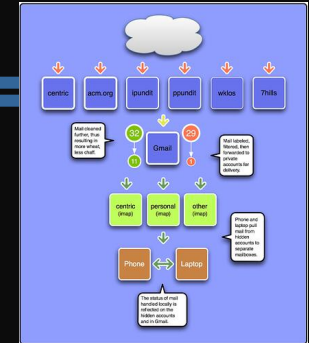 centric
acm.org
ipundit
ppundit
wklos
7hills
Mail cleaned
further, thus
resulting in
more wheat,
less chaff.
32
11
Gmail
29
1
Mail labeled,
filtered, then
forwarded to
private
accounts for
delivery.
centric
(imap)
personal
(imap)
other
(imap)
Phone and
laptop pull
mail from
hidden
accounts to
separate
mailboxes.
Phone
Laptop
The status of mail
handled locally is
reflected on the
hidden accounts
and in Gmail.